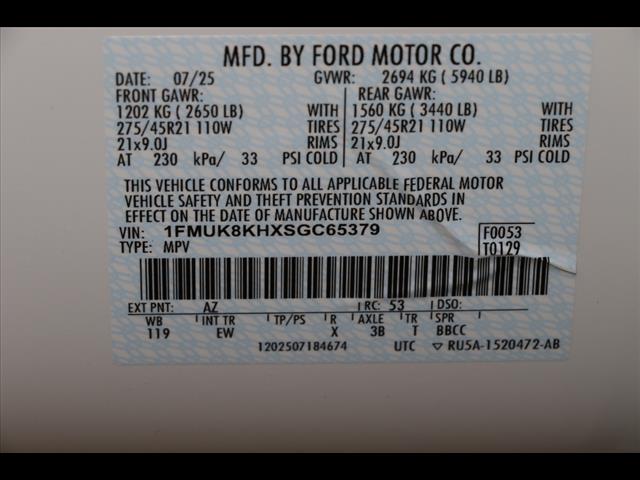 MFD. BY FORD MOTOR CO.
DATE: 07/25 GVWR: 2694 KG ( 5940 LB)
FRONT GAWR: REAR GAWR:
1202 KG ( 2650 LB) WITH 1560 KG ( 3440 LB) WITH
275/45R21 110W TIRES 275/45R21 110W TIRES
21x9.0J RIMS 21x9.0J RIMS
AT 230 kPa/ 33 PSI COLD AT 230 kPa/ 33 PSI COLD
THIS VEHICLE CONFORMS TO ALL APPLICABLE FEDERAL MOTOR
VEHICLE SAFETY AND THEFT PREVENTION STANDARDS IN
EFFECT ON THE DATE OF MANUFACTURE SHOWN ABOVE.
VIN: 1FMUK8KHXSGC65379 F0053
TYPE: MPV T0129
EXT PNT: AZ RC: 53 DSO:
WB INT TR TP/PS R AXLE TR SPR
119 EW X 3B T BBCC
1202507184674 UTC ▽ RU5A-1520472-AB